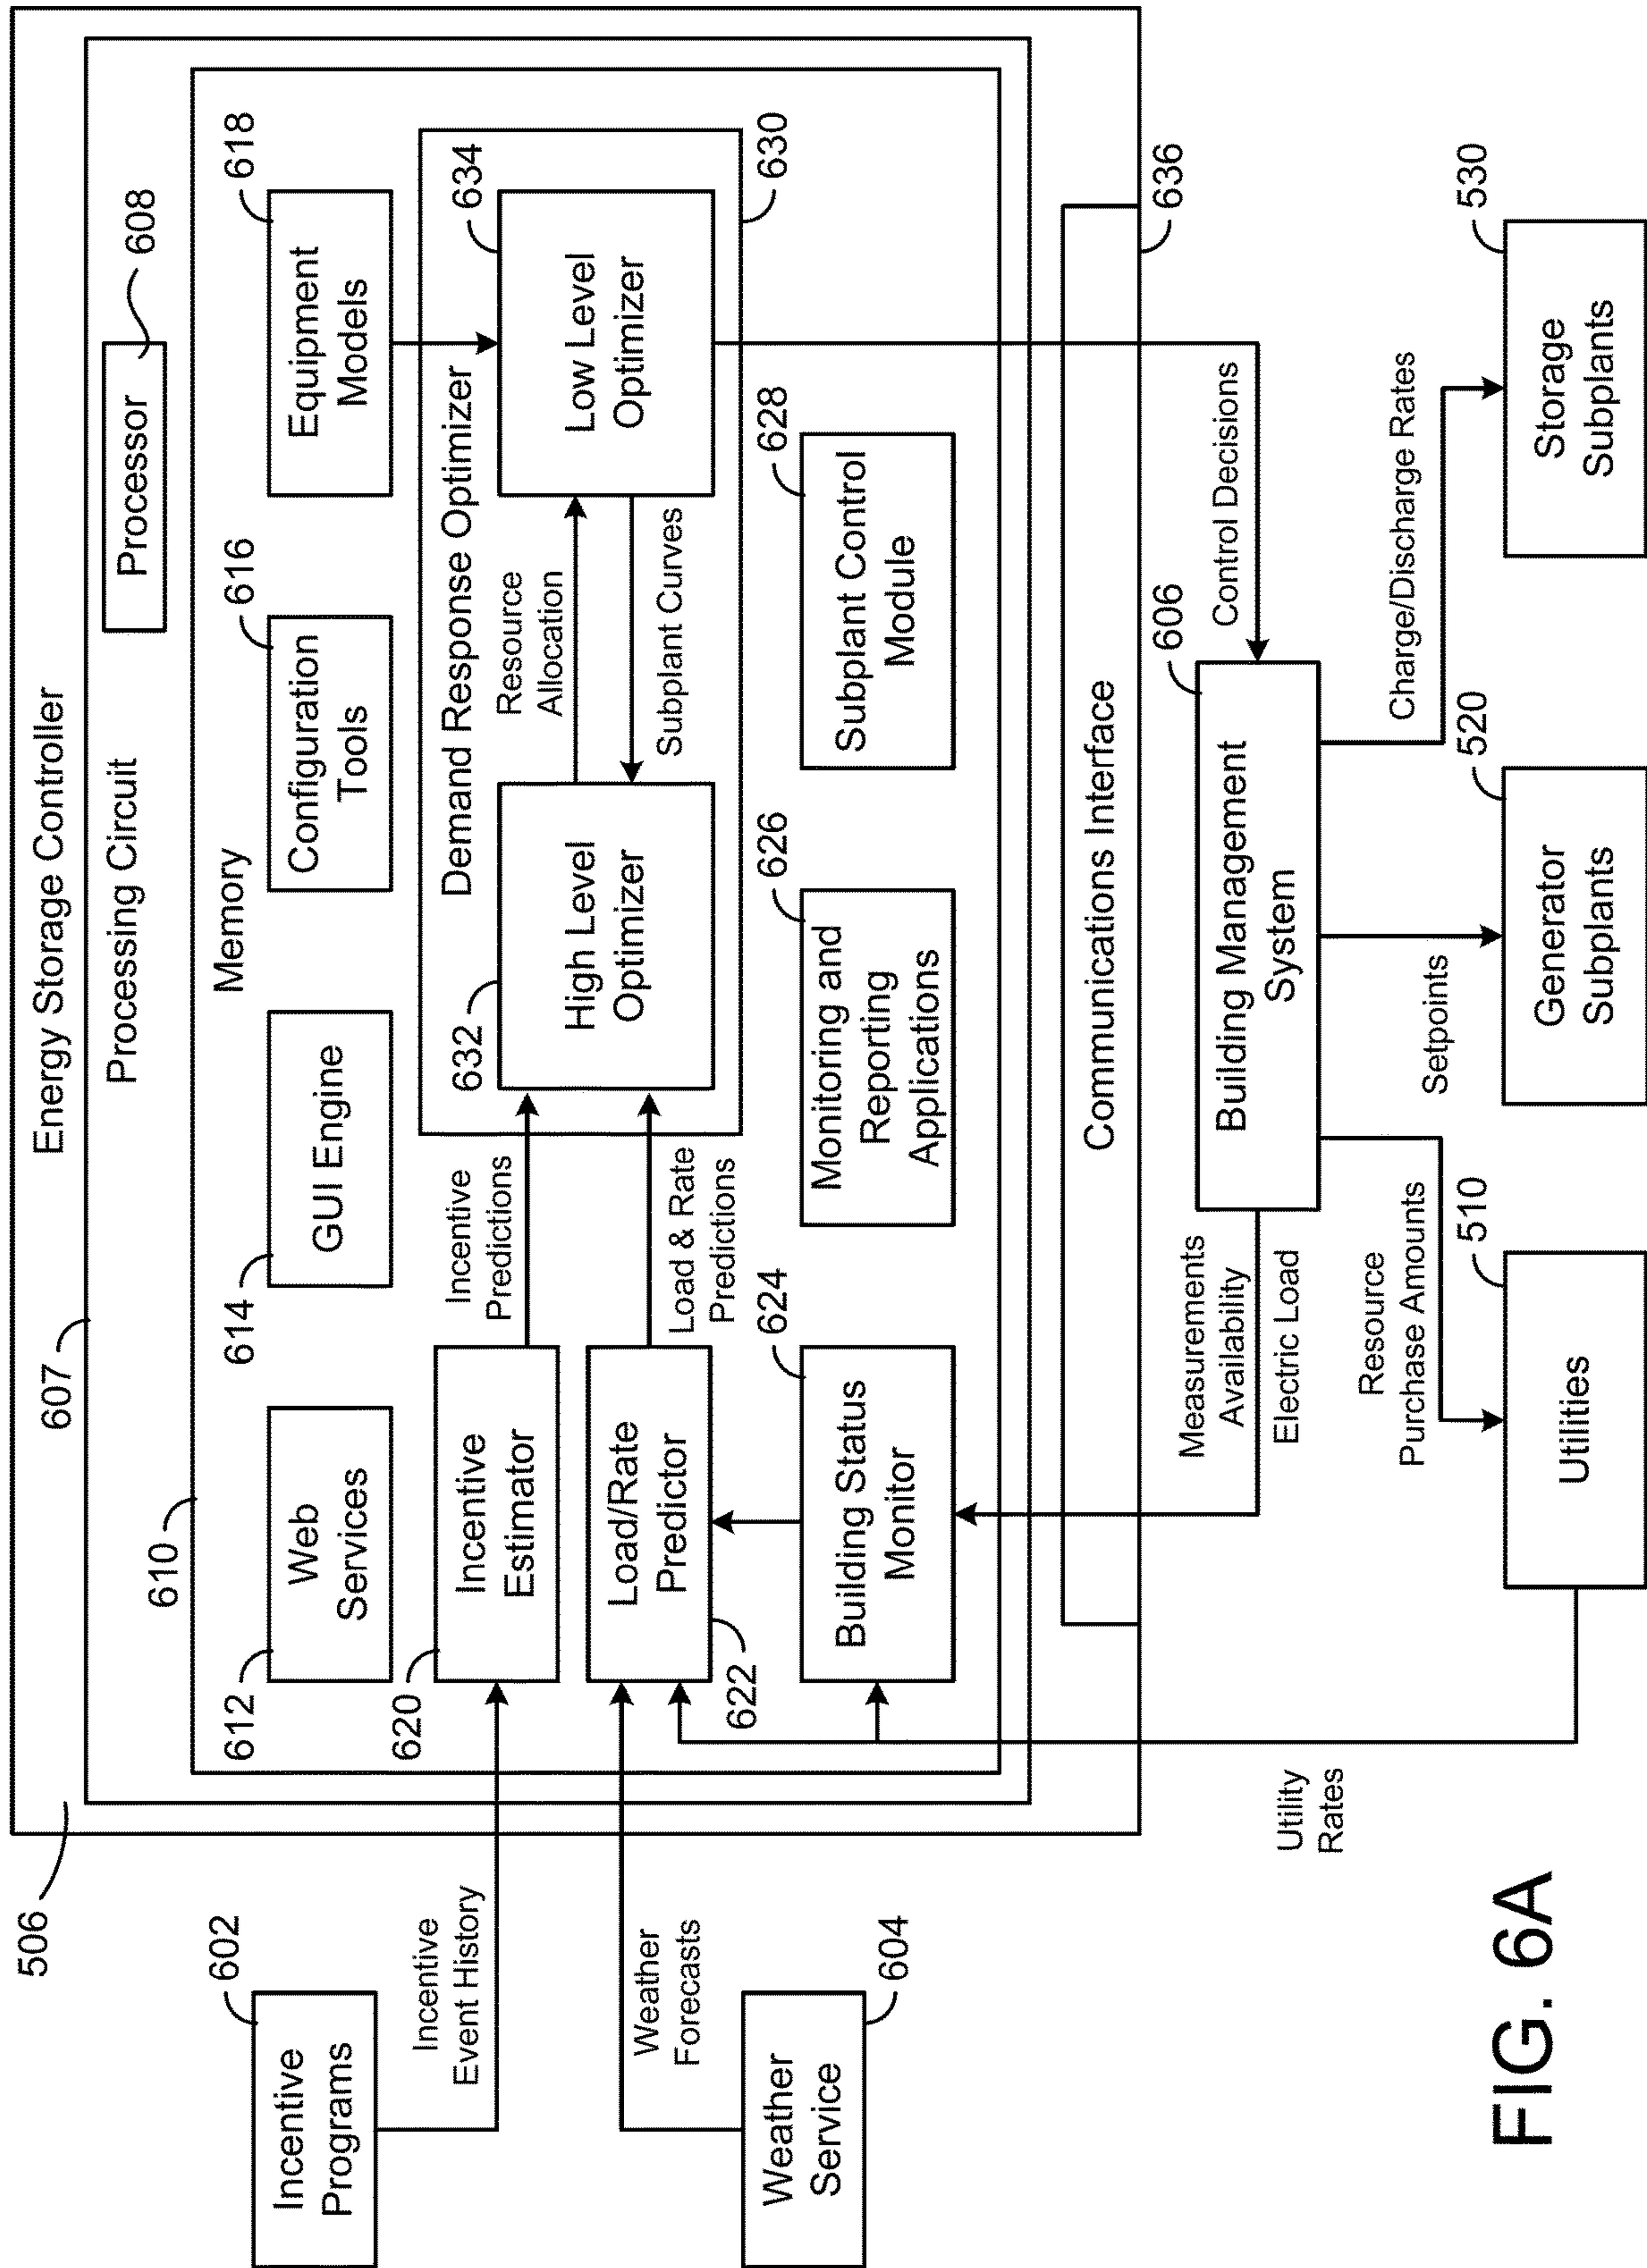 506
Energy Storage Controller
607
Processing Circuit
Processor
608
610
Memory
612
Web
Services
614
GUI Engine
616
Configuration
Tools
618
Equipment
Models
602
Incentive
Programs
Incentive
Event History
620
Incentive
Estimator
Incentive
Predictions
Demand Response Optimizer
632
High Level
Optimizer
Resource
Allocation
Subplant Curves
634
Low Level
Optimizer
630
Weather
Forecasts
604
Weather
Service
Load/Rate
Predictor
622
Load & Rate
Predictions
624
Building Status
Monitor
626
Monitoring and
Reporting
Applications
628
Subplant Control
Module
Communications Interface
636
Measurements
Availability
Electric Load
606
Building Management
System
Control Decisions
Utility
Rates
Resource
Purchase Amounts
Setpoints
Charge/Discharge Rates
510
Utilities
520
Generator
Subplants
530
Storage
Subplants
FIG. 6A